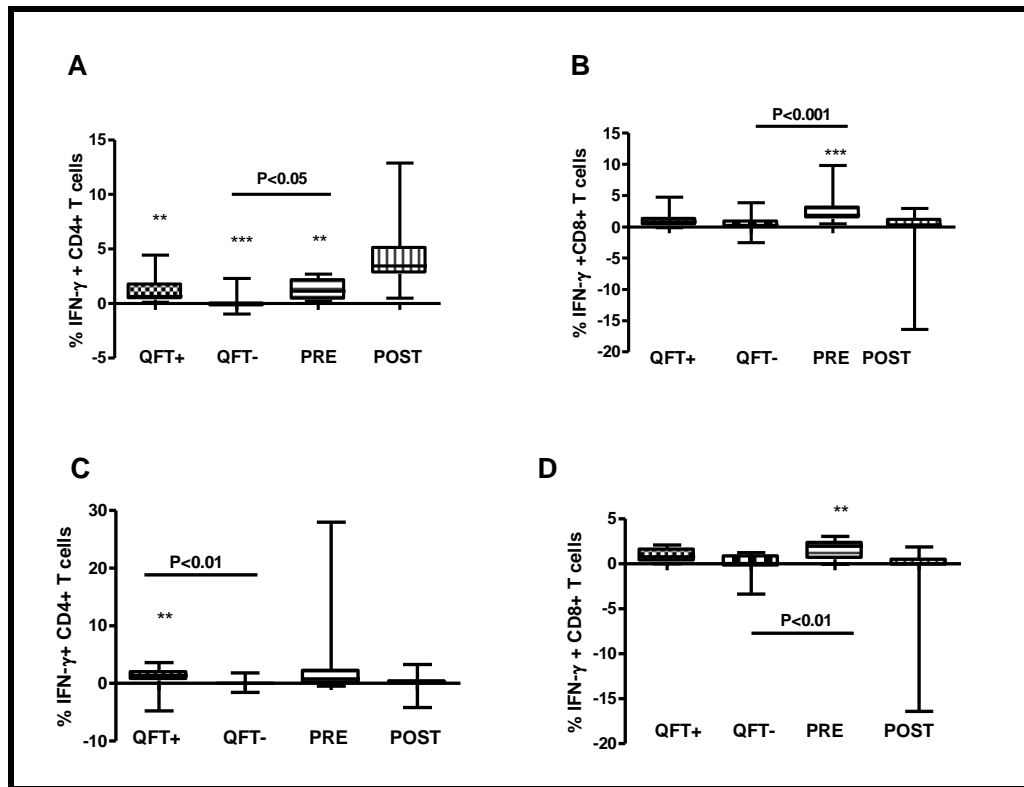 A
% IFN-γ + CD4+ T cells
15
10
5
0
-5
P<0.05
**
***
**
QFT+ QFT- PRE POST
B
% IFN-γ +CD8+ T cells
15
10
5
0
-5
-10
-15
-20
P<0.001
***
QFT+ QFT- PRE POST
C
% IFN-γ+ CD4+ T cells
30
20
10
0
-10
P<0.01
**
QFT+ QFT- PRE POST
D
% IFN-γ + CD8+ T cells
5
0
-5
-10
-15
-20
**
P<0.01
QFT+ QFT- PRE POST